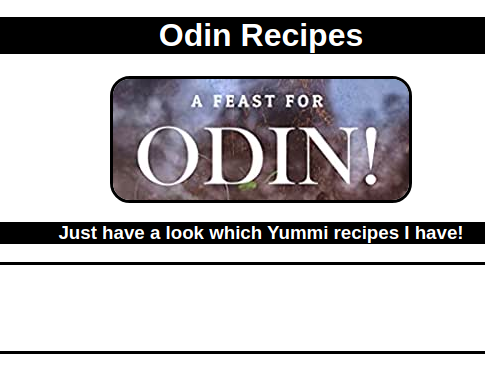 Odin Recipes
A FEAST FOR
ODIN!
Just have a look which Yummi recipes I have!